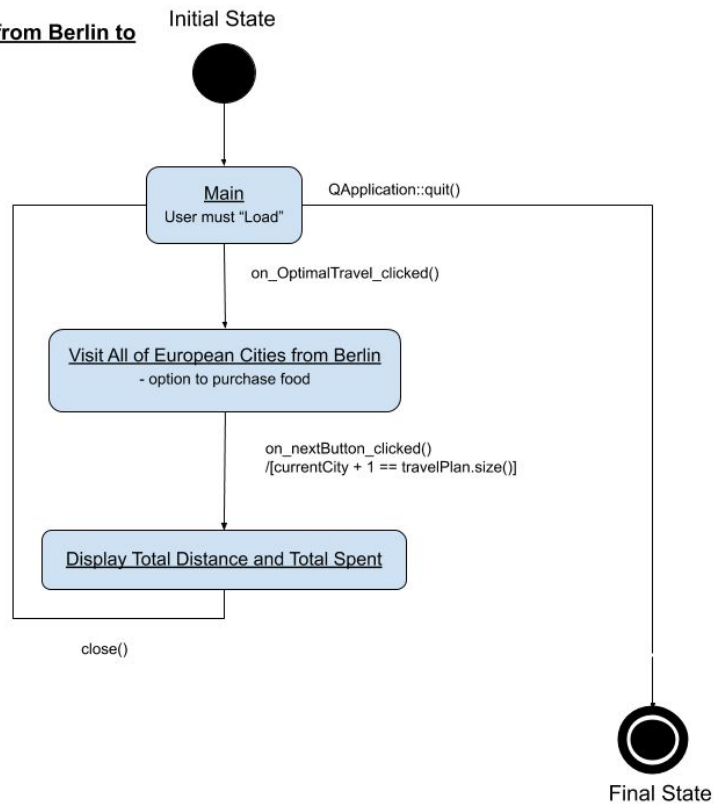 from Berlin to
Initial State
Main
User must “Load”
QApplication::quit()
on_OptimalTravel_clicked()
Visit All of European Cities from Berlin
- option to purchase food
on_nextButton_clicked()
/[currentCity + 1 == travelPlan.size()]
Display Total Distance and Total Spent
close()
Final State